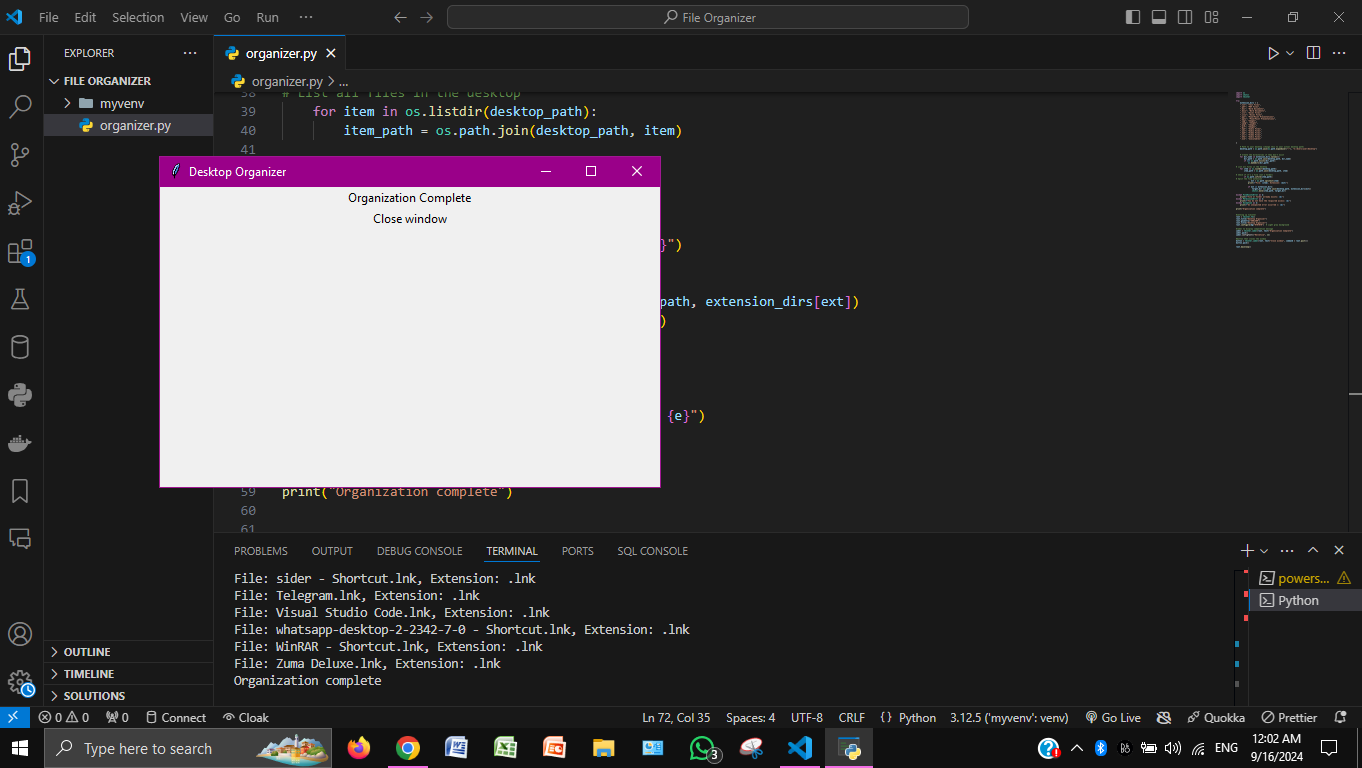 File Edit Selection View Go Run ··· File Organizer
EXPLORER ···
FILE ORGANIZER
myvenv
organizer.py
OUTLINE
TIMELINE
SOLUTIONS
organizer.py
organizer.py > ...
38 # List all files in the desktop
39 for item in os.listdir(desktop_path):
40 item_path = os.path.join(desktop_path, item)
41
Desktop Organizer
Organization Complete
Close window
}")
path, extension_dirs[ext])
)
{e}")
59 print("Organization complete")
60
61
PROBLEMS OUTPUT DEBUG CONSOLE TERMINAL PORTS SQL CONSOLE
File: sider - Shortcut.lnk, Extension: .lnk
File: Telegram.lnk, Extension: .lnk
File: Visual Studio Code.lnk, Extension: .lnk
File: whatsapp-desktop-2-2342-7-0 - Shortcut.lnk, Extension: .lnk
File: WinRAR - Shortcut.lnk, Extension: .lnk
File: Zuma Deluxe.lnk, Extension: .lnk
Organization complete
powers...
Python
1
0 0 0 Connect Cloak Ln 72, Col 35 Spaces: 4 UTF-8 CRLF {} Python 3.12.5 ('myvenv': venv) Go Live Quokka Prettier
Type here to search 3 ENG 12:02 AM
9/16/2024